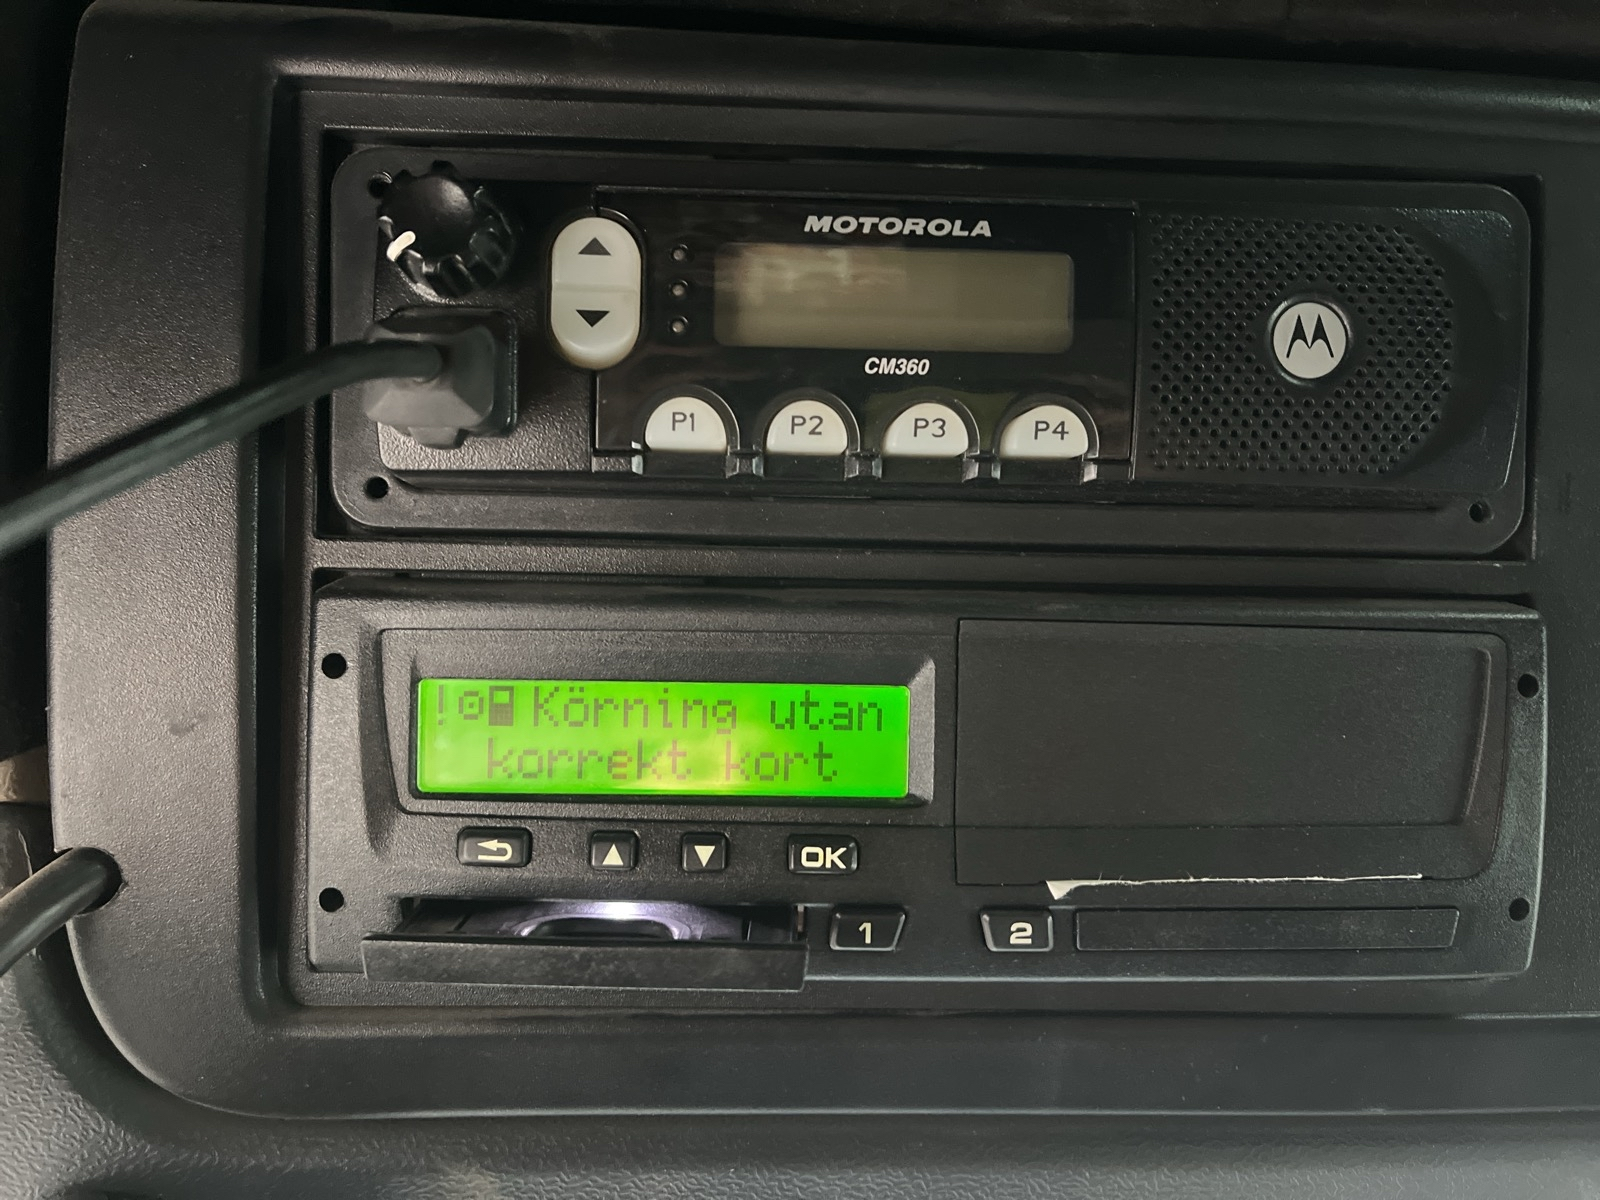 MOTOROLA
CM360
P1 P2 P3 P4
! Körning utan
korrekt kort
OK
1 2